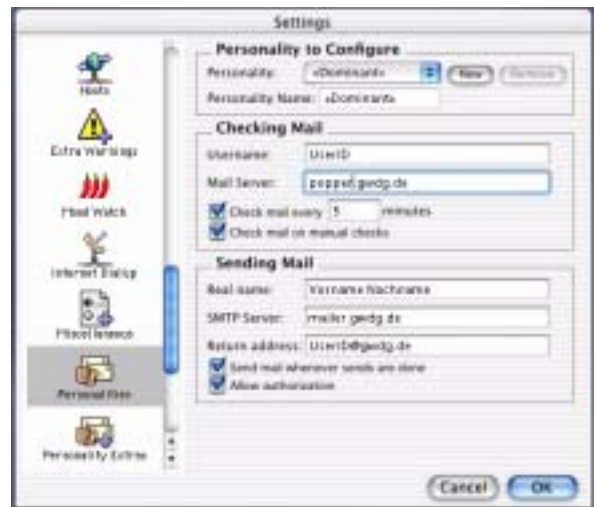 Settings
Hosts
Extra Warnings
Mood Watch
Internet Dialup
Miscellaneous
Personalities
Personality Extras
Personality to Configure
Personality: «Dominant» New Remove
Personality Name: «Dominant»
Checking Mail
Username: UserID
Mail Server: popper.gwdg.de
Check mail every 5 minutes
Check mail on manual checks
Sending Mail
Real name: Vorname Nachname
SMTP Server: mailer.gwdg.de
Return address: UserID@gwdg.de
Send mail whenever sends are done
Allow authorization
Cancel OK